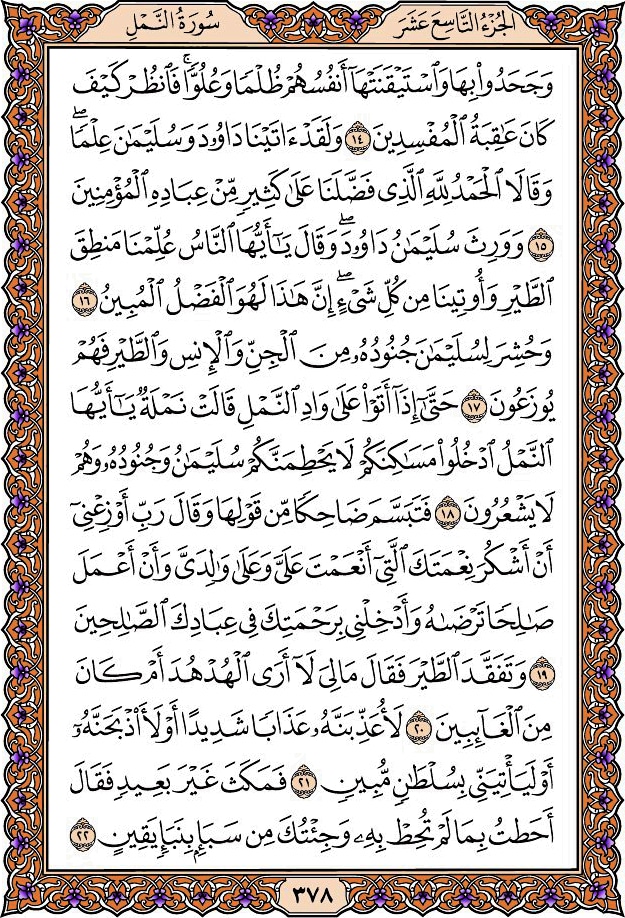 الجزء التاسع عشر
سورة النمل
وَجَحَدُوا۟ بِهَا وَٱسْتَيْقَنَتْهَآ أَنفُسُهُمْ ظُلْمًا وَعُلُوًّا ۚ فَٱنظُرْ كَيْفَ
كَانَ عَـٰقِبَةُ ٱلْمُفْسِدِينَ ١٤ وَلَقَدْ ءَاتَيْنَا دَاوُۥدَ وَسُلَيْمَـٰنَ عِلْمًا ۖ
وَقَالَا ٱلْحَمْدُ لِلَّهِ ٱلَّذِى فَضَّلَنَا عَلَىٰ كَثِيرٍ مِّنْ عِبَادِهِ ٱلْمُؤْمِنِينَ
١٥ وَوَرِثَ سُلَيْمَـٰنُ دَاوُۥدَ ۖ وَقَالَ يَـٰٓأَيُّهَا ٱلنَّاسُ عُلِّمْنَا مَنطِقَ
ٱلطَّيْرِ وَأُوتِينَا مِن كُلِّ شَىْءٍ ۖ إِنَّ هَـٰذَا لَهُوَ ٱلْفَضْلُ ٱلْمُبِينُ ١٦
وَحُشِرَ لِسُلَيْمَـٰنَ جُنُودُهُۥ مِنَ ٱلْجِنِّ وَٱلْإِنسِ وَٱلطَّيْرِ فَهُمْ
يُوزَعُونَ ١٧ حَتَّىٰٓ إِذَآ أَتَوْا۟ عَلَىٰ وَادِ ٱلنَّمْلِ قَالَتْ نَمْلَةٌ يَـٰٓأَيُّهَا
ٱلنَّمْلُ ٱدْخُلُوا۟ مَسَـٰكِنَكُمْ لَا يَحْطِمَنَّكُمْ سُلَيْمَـٰنُ وَجُنُودُهُۥ وَهُمْ
لَا يَشْعُرُونَ ١٨ فَتَبَسَّمَ ضَاحِكًا مِّن قَوْلِهَا وَقَالَ رَبِّ أَوْزِعْنِىٓ
أَنْ أَشْكُرَ نِعْمَتَكَ ٱلَّتِىٓ أَنْعَمْتَ عَلَىَّ وَعَلَىٰ وَٰلِدَىَّ وَأَنْ أَعْمَلَ
صَـٰلِحًا تَرْضَىٰهُ وَأَدْخِلْنِى بِرَحْمَتِكَ فِى عِبَادِكَ ٱلصَّـٰلِحِينَ
١٩ وَتَفَقَّدَ ٱلطَّيْرَ فَقَالَ مَالِىَ لَآ أَرَى ٱلْهُدْهُدَ أَمْ كَانَ
مِنَ ٱلْغَآئِبِينَ ٢٠ لَأُعَذِّبَنَّهُۥ عَذَابًا شَدِيدًا أَوْ لَأَا۟ذْبَحَنَّهُۥٓ
أَوْ لَيَأْتِيَنِّى بِسُلْطَـٰنٍ مُّبِينٍ ٢١ فَمَكَثَ غَيْرَ بَعِيدٍ فَقَالَ
أَحَطتُ بِمَا لَمْ تُحِطْ بِهِۦ وَجِئْتُكَ مِن سَبَإٍۭ بِنَبَإٍ يَقِينٍ ٢٢
٣٧٨